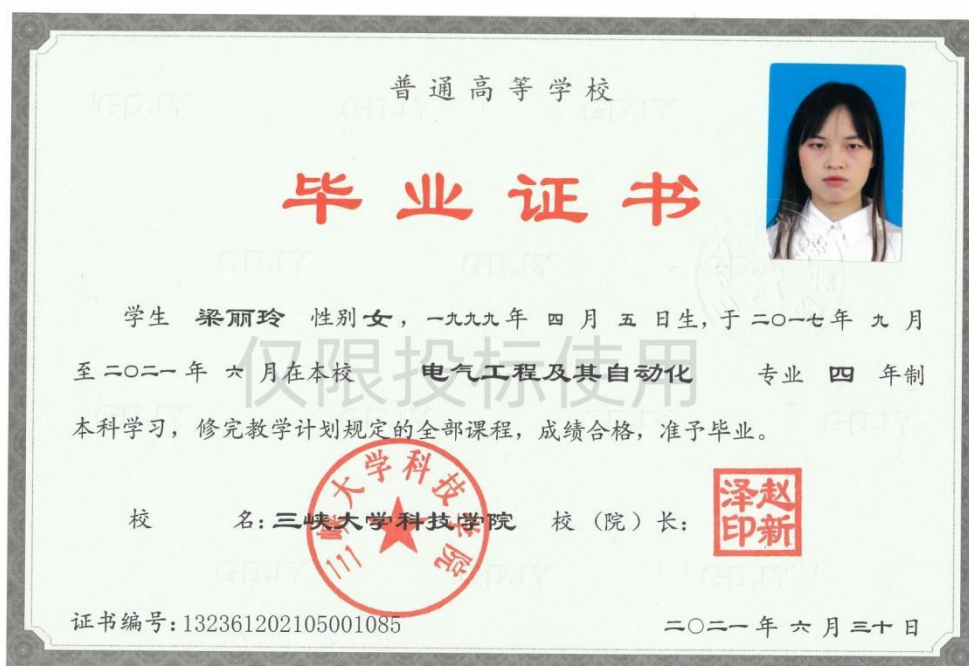 普通高等学校
毕业证书
学生 梁丽玲 性别 女，一九九九年 四 月 五 日生，于 二〇一七年 九 月
至 二〇二一 年 六 月在本校 电气工程及其自动化 专业 四 年制
本科学习，修完教学计划规定的全部课程，成绩合格，准予毕业。
仅限投标使用
校 名：三峡大学科技学院 校（院）长：
三峡大学科技学院
赵新泽印
证书编号：132361202105001085 二〇二一 年 六 月 三十 日